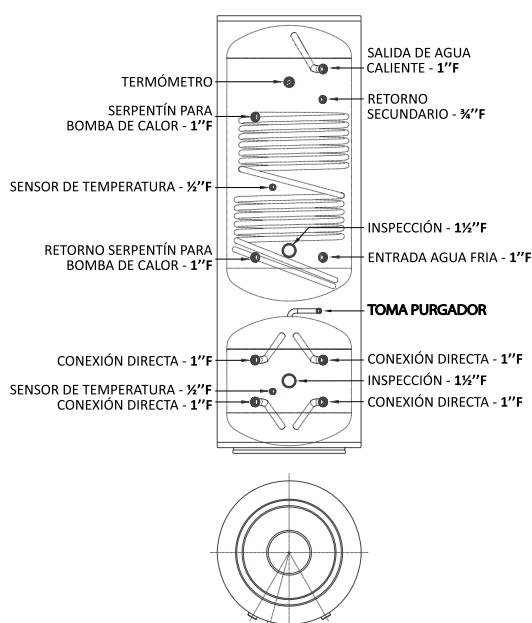 SALIDA DE AGUA
CALIENTE - 1’’F
TERMÓMETRO
RETORNO
SECUNDARIO - ¾’’F
SERPENTÍN PARA
BOMBA DE CALOR - 1’’F
SENSOR DE TEMPERATURA - ½’’F
INSPECCIÓN - 1½’’F
RETORNO SERPENTÍN PARA
BOMBA DE CALOR - 1’’F
ENTRADA AGUA FRIA - 1’’F
TOMA PURGADOR
CONEXIÓN DIRECTA - 1’’F
CONEXIÓN DIRECTA - 1’’F
INSPECCIÓN - 1½’’F
SENSOR DE TEMPERATURA - ½’’F
CONEXIÓN DIRECTA - 1’’F
CONEXIÓN DIRECTA - 1’’F